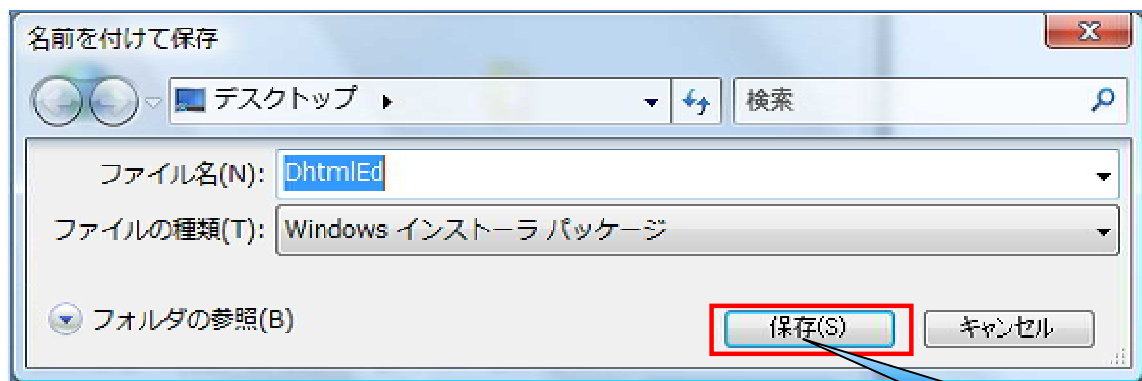 名前を付けて保存
デスクトップ
検索
ファイル名(N): DhtmlEd
ファイルの種類(T): Windows インストーラ パッケージ
フォルダの参照(B)
保存(S) キャンセル